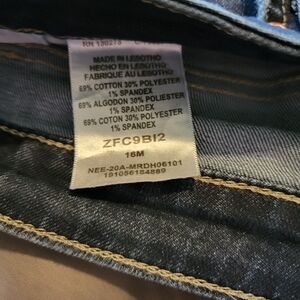 RN 130273
MADE IN LESOTHO
HECHO EN LESOTHO
FABRIQUE AU LESOTHO
69% COTTON 30% POLYESTER
1% SPANDEX
69% ALGODON 30% POLYESTER
1% SPANDEX
69% COTON 30% POLYESTER
1% SPANDEX
ZFC9BI2
16M
NEE-20A-MRDH06101
191056184889